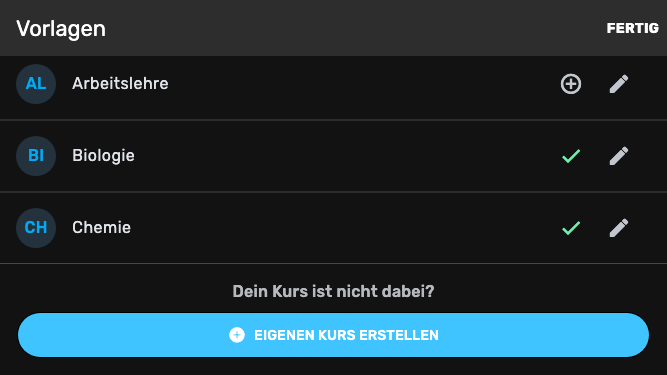 Vorlagen FERTIG
AL Arbeitslehre
BI Biologie
CH Chemie
Dein Kurs ist nicht dabei?
EIGENEN KURS ERSTELLEN